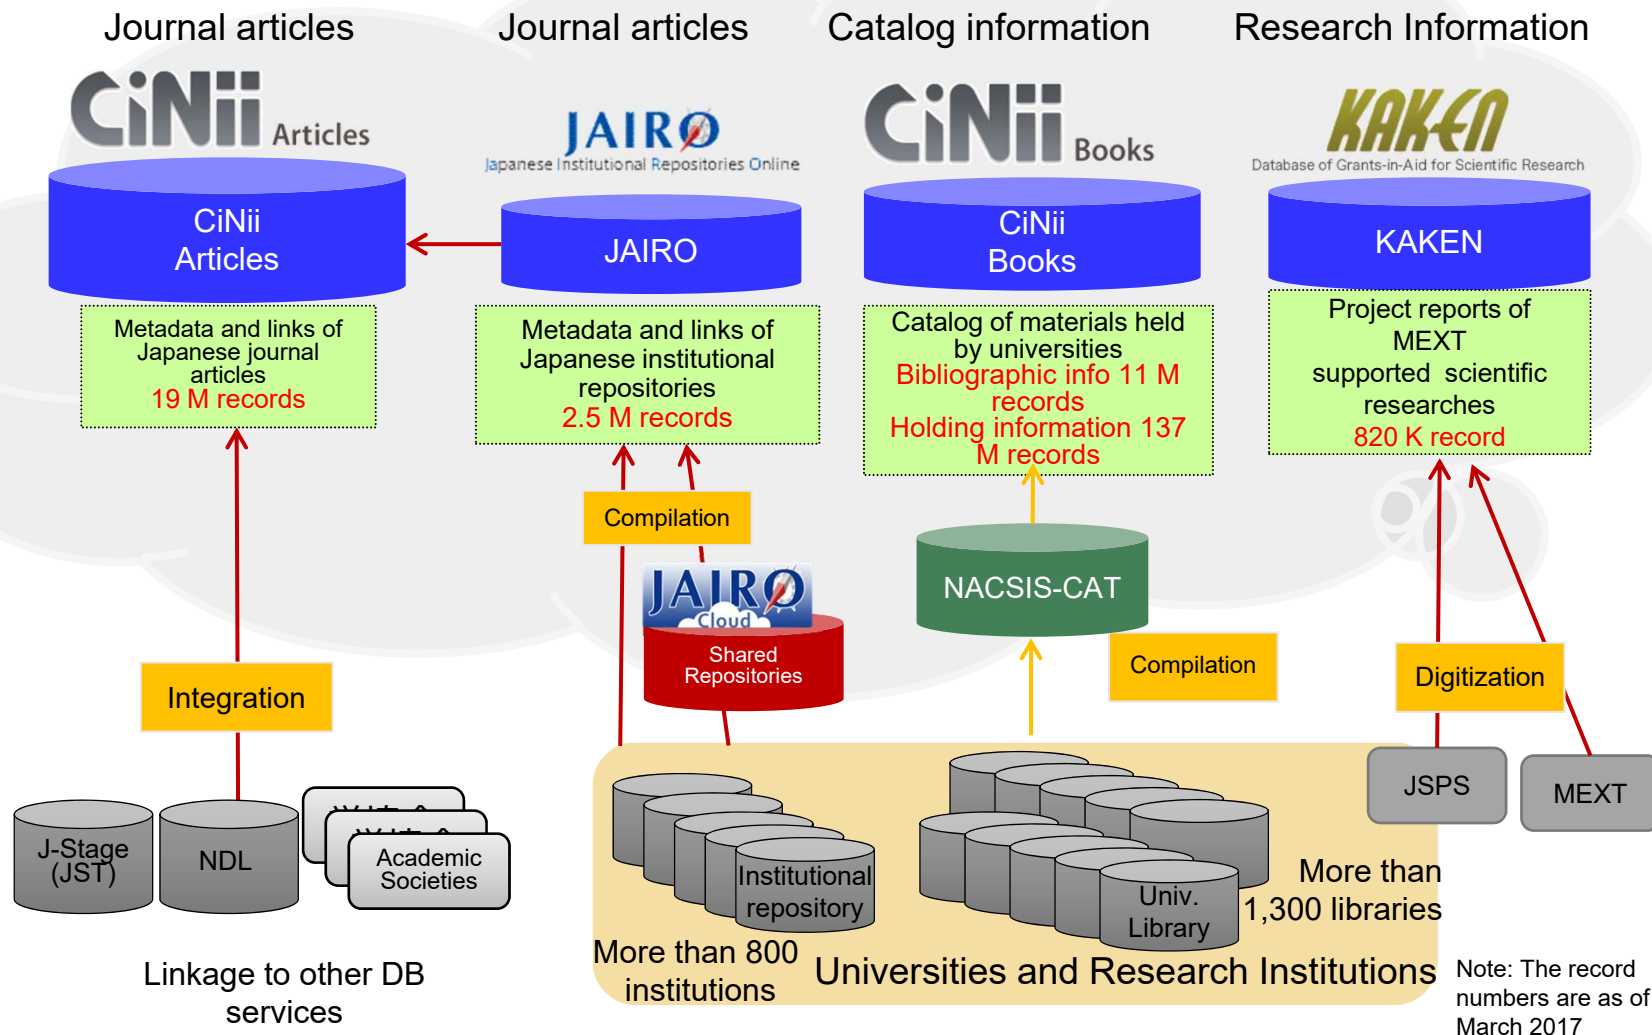 Journal articles
Journal articles
Catalog information
Research Information
CiNii Articles
JAIRO
Japanese Institutional Repositories Online
CiNii Books
KAKEN
Database of Grants-in-Aid for Scientific Research
CiNii
Articles
JAIRO
CiNii
Books
KAKEN
Metadata and links of
Japanese journal
articles
19 M records
Metadata and links of
Japanese institutional
repositories
2.5 M records
Catalog of materials held
by universities
Bibliographic info 11 M
records
Holding information 137
M records
Project reports of
MEXT
supported scientific
researches
820 K record
Compilation
NACSIS-CAT
JAIRO
Cloud
Shared
Repositories
Compilation
Integration
Digitization
J-Stage
(JST)
NDL
Academic
Societies
Institutional
repository
Univ.
Library
JSPS
MEXT
More than
1,300 libraries
More than 800
institutions
Universities and Research Institutions
Linkage to other DB
services
Note: The record
numbers are as of
March 2017